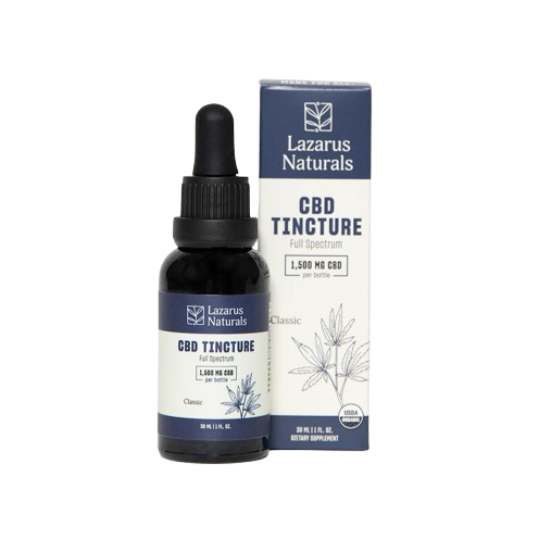 Lazarus
Naturals
CBD
TINCTURE
Full Spectrum
1,500 MG CBD
per bottle
Classic
USDA
ORGANIC
30 ML | 1 FL. OZ.
DIETARY SUPPLEMENT
Lazarus
Naturals
CBD TINCTURE
Full Spectrum
1,500 MG CBD
per bottle
Classic
30 ML | 1 FL. OZ.